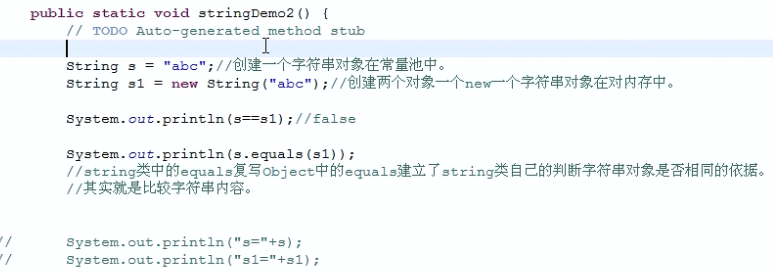 public static void stringDemo2() {
// TODO Auto-generated method stub
String s = "abc";//创建一个字符串对象在常量池中。
String s1 = new String("abc");//创建两个对象一个new一个字符串对象在对内存中。
System.out.println(s==s1);//false
System.out.println(s.equals(s1));
//string类中的equals复写Object中的equals建立了string类自己的判断字符串对象是否相同的依据。
//其实就是比较字符串内容。
// System.out.println("s="+s);
// System.out.println("s1="+s1);